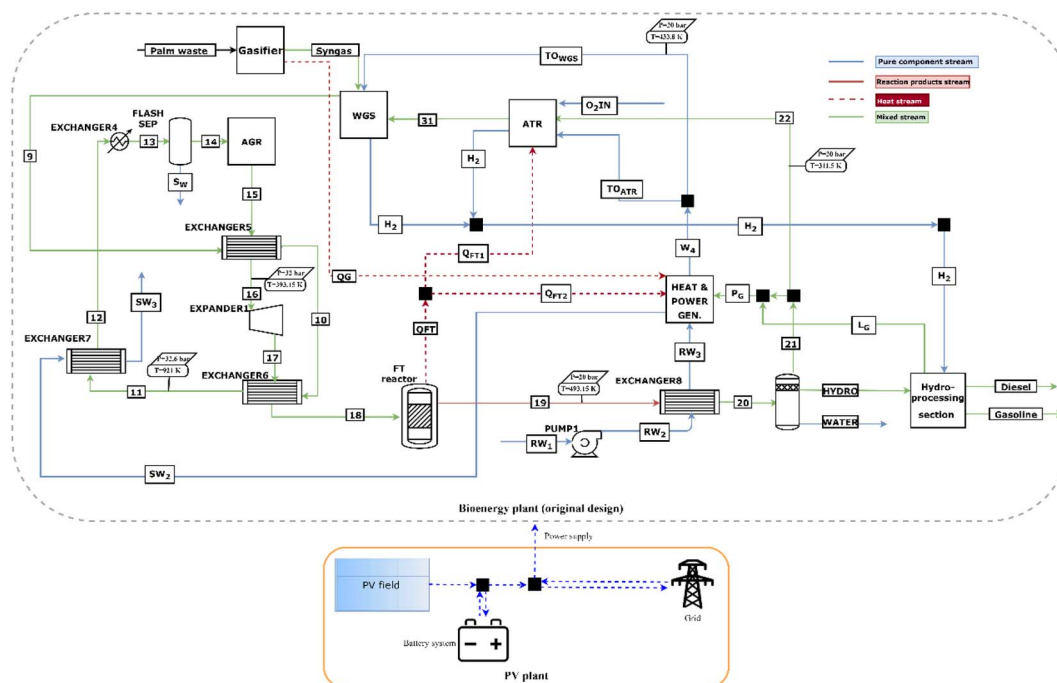 P=20 bar
T=433.8 K
Palm waste
Gasifier
Syngas
TO_WGS
Pure component stream
Reaction products stream
Heat stream
Mixed stream
O₂IN
WGS
31
ATR
22
FLASH
SEP
EXCHANGER4
13
14
AGR
9
H₂
P=20 bar
T=311.5 K
S_W
TO_ATR
15
EXCHANGER5
H₂
H₂
W₄
Q_FT1
QG
H₂
P=32 bar
T=393.15 K
SW₃
16
10
Q_FT2
HEAT &
POWER
GEN.
P_G
12
EXPANDER1
L_G
EXCHANGER7
17
QFT
21
P=32.6 bar
T=921 K
RW₃
EXCHANGER6
FT
reactor
P=20 bar
T=493.15 K
EXCHANGER8
11
18
19
20
HYDRO
Hydro-
processing
section
Diesel
Gasoline
PUMP1
RW₂
WATER
RW₁
SW₂
Bioenergy plant (original design)
Power supply
PV field
Grid
Battery system
PV plant